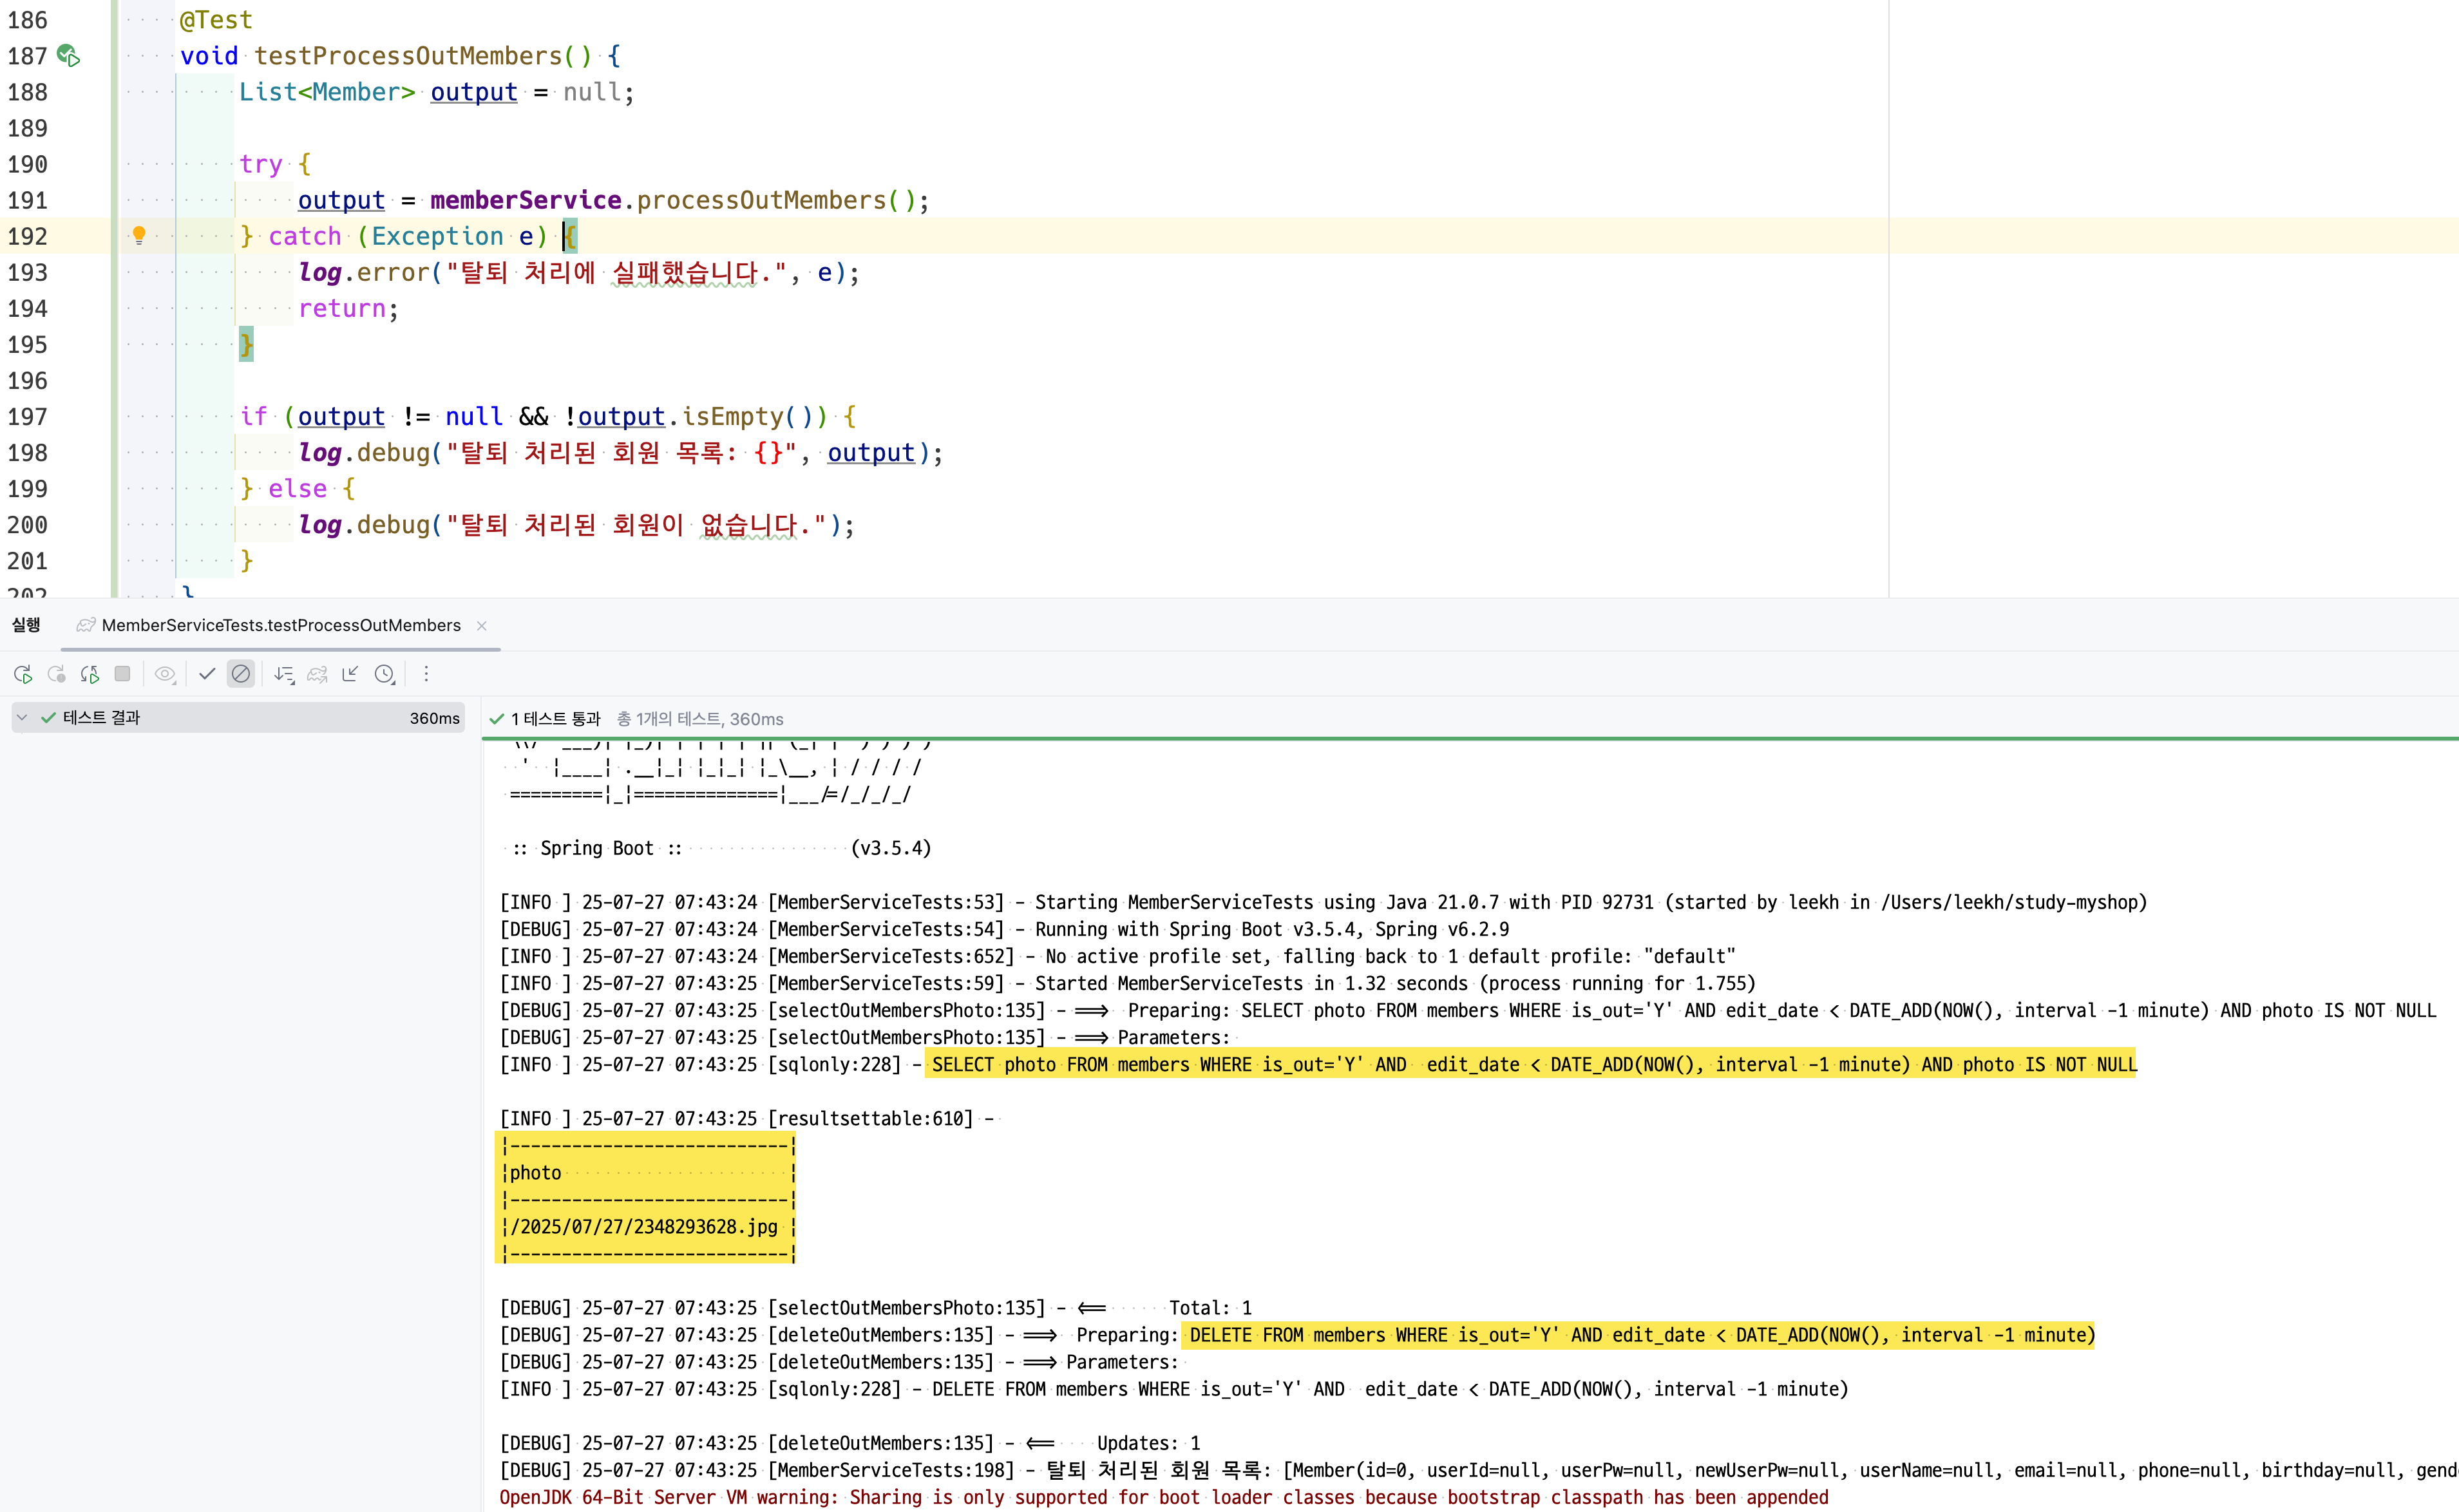 186 @Test
187 void testProcessOutMembers() {
188 List<Member> output = null;
189
190 try {
191 output = memberService.processOutMembers();
192 } catch (Exception e) {
193 log.error("탈퇴 처리에 실패했습니다.", e);
194 return;
195 }
196
197 if (output != null && !output.isEmpty()) {
198 log.debug("탈퇴 처리된 회원 목록: {}", output);
199 } else {
200 log.debug("탈퇴 처리된 회원이 없습니다.");
201 }
202 }
실행 MemberServiceTests.testProcessOutMembers
테스트 결과 360ms
1 테스트 통과 총 1개의 테스트, 360ms
' |____| .__|_| |_|_| |_\__, | / / / /
=========|_|==============|___/=/_/_/_/
:: Spring Boot :: (v3.5.4)
[INFO ] 25-07-27 07:43:24 [MemberServiceTests:53] - Starting MemberServiceTests using Java 21.0.7 with PID 92731 (started by leekh in /Users/leekh/study-myshop)
[DEBUG] 25-07-27 07:43:24 [MemberServiceTests:54] - Running with Spring Boot v3.5.4, Spring v6.2.9
[INFO ] 25-07-27 07:43:24 [MemberServiceTests:652] - No active profile set, falling back to 1 default profile: "default"
[INFO ] 25-07-27 07:43:25 [MemberServiceTests:59] - Started MemberServiceTests in 1.32 seconds (process running for 1.755)
[DEBUG] 25-07-27 07:43:25 [selectOutMembersPhoto:135] - ==> Preparing: SELECT photo FROM members WHERE is_out='Y' AND edit_date < DATE_ADD(NOW(), interval -1 minute) AND photo IS NOT NULL
[DEBUG] 25-07-27 07:43:25 [selectOutMembersPhoto:135] - ==> Parameters:
[INFO ] 25-07-27 07:43:25 [sqlonly:228] - SELECT photo FROM members WHERE is_out='Y' AND edit_date < DATE_ADD(NOW(), interval -1 minute) AND photo IS NOT NULL
[INFO ] 25-07-27 07:43:25 [resultsettable:610] -
|---------------------------|
|photo |
|---------------------------|
|/2025/07/27/2348293628.jpg |
|---------------------------|
[DEBUG] 25-07-27 07:43:25 [selectOutMembersPhoto:135] - <== Total: 1
[DEBUG] 25-07-27 07:43:25 [deleteOutMembers:135] - ==> Preparing: DELETE FROM members WHERE is_out='Y' AND edit_date < DATE_ADD(NOW(), interval -1 minute)
[DEBUG] 25-07-27 07:43:25 [deleteOutMembers:135] - ==> Parameters:
[INFO ] 25-07-27 07:43:25 [sqlonly:228] - DELETE FROM members WHERE is_out='Y' AND edit_date < DATE_ADD(NOW(), interval -1 minute)
[DEBUG] 25-07-27 07:43:25 [deleteOutMembers:135] - <== Updates: 1
[DEBUG] 25-07-27 07:43:25 [MemberServiceTests:198] - 탈퇴 처리된 회원 목록: [Member(id=0, userId=null, userPw=null, newUserPw=null, userName=null, email=null, phone=null, birthday=null,
OpenJDK 64-Bit Server VM warning: Sharing is only supported for boot loader classes because bootstrap classpath has been appended